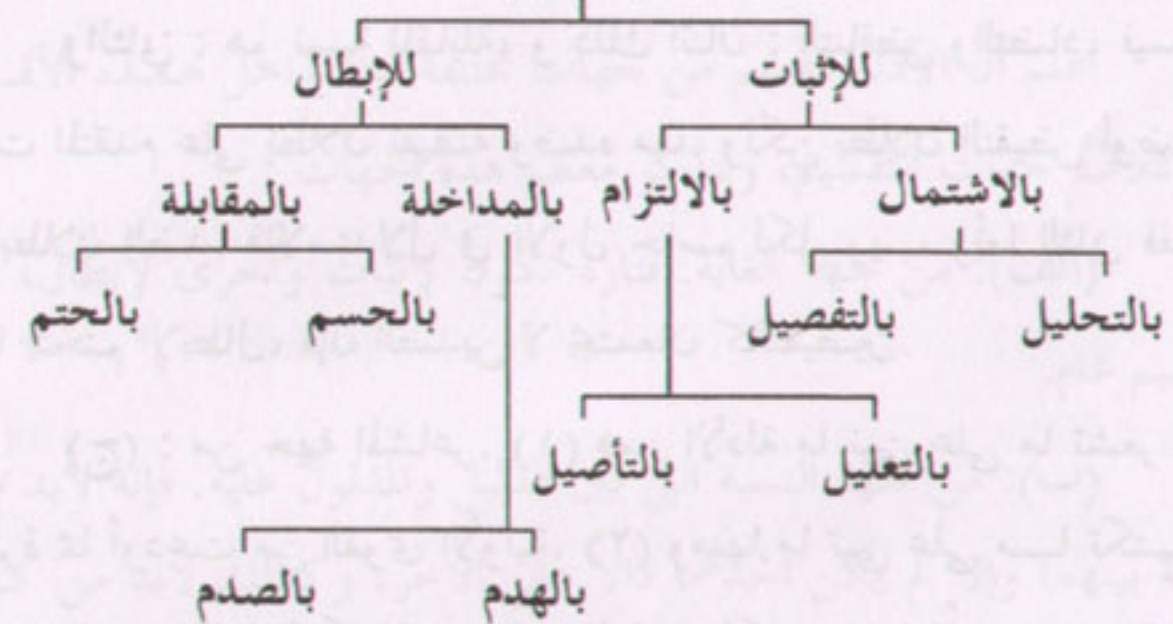 للإثبات للإبطال
بالاشتمال بالالتزام بالمداخلة بالمقابلة
بالتحليل بالتفصيل بالحسم بالحتم
بالتعليل بالتأصيل
بالهدم بالصدم